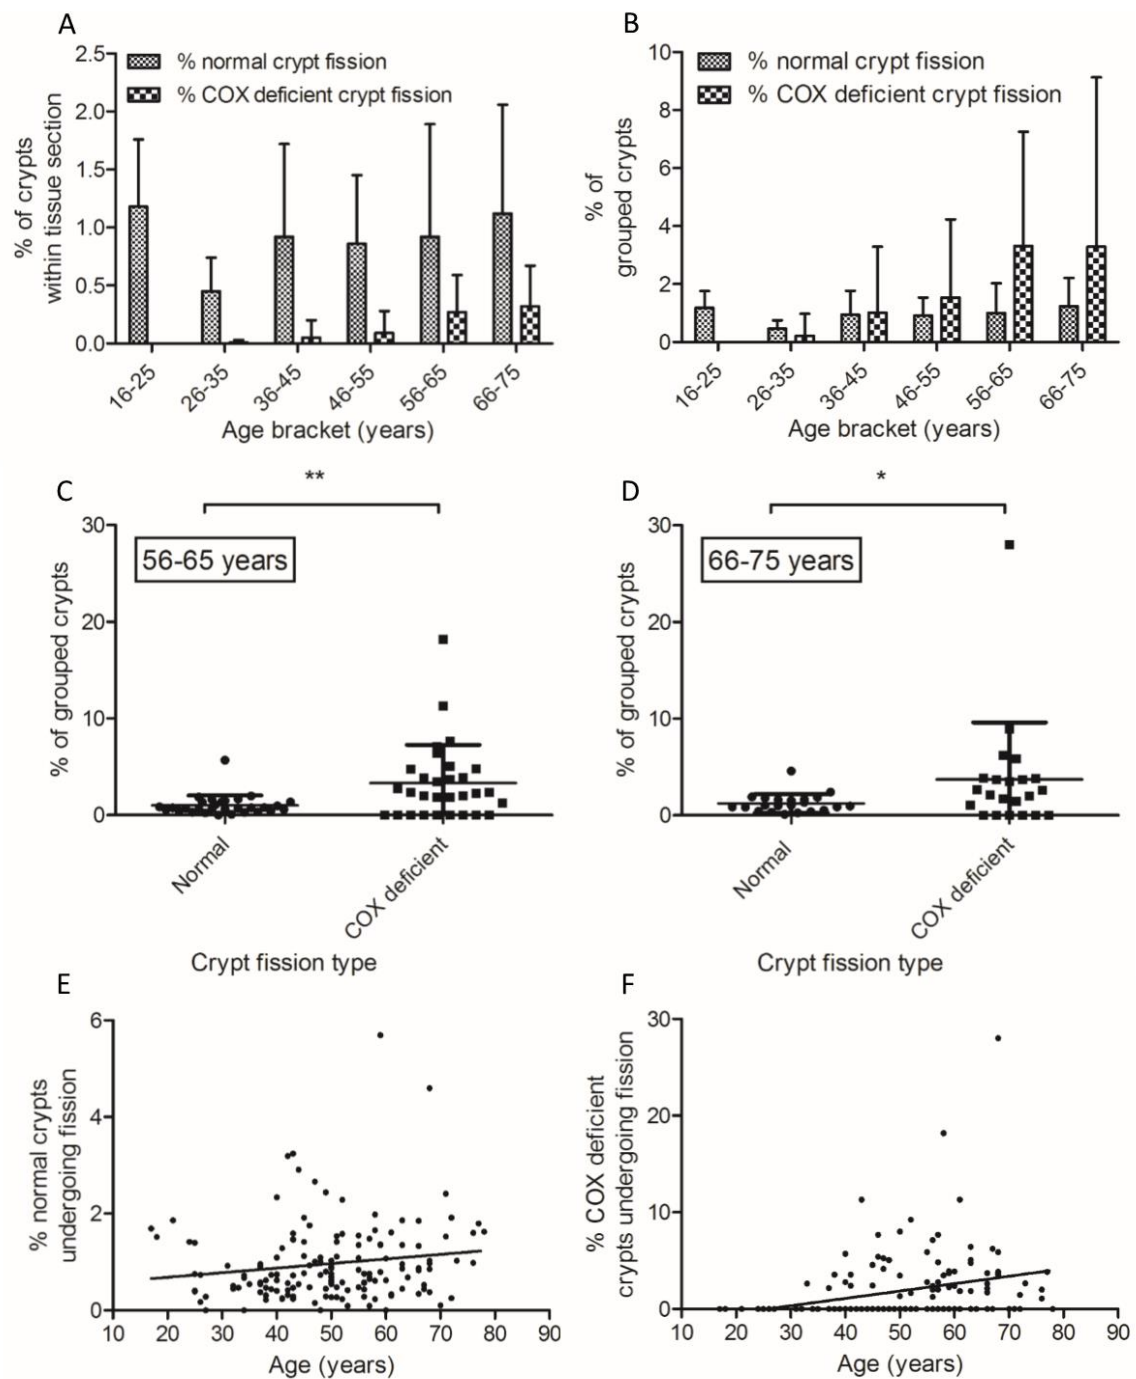 A
% normal crypt fission
% COX deficient crypt fission
% of crypts
within tissue section
2.5
2.0
1.5
1.0
0.5
0.0
16-25
26-35
36-45
46-55
56-65
66-75
Age bracket (years)
B
% normal crypt fission
% COX deficient crypt fission
% of
grouped crypts
10
8
6
4
2
0
16-25
26-35
36-45
46-55
56-65
66-75
Age bracket (years)
C
**
56-65 years
% of grouped crypts
30
20
10
0
Normal
COX deficient
Crypt fission type
D
*
66-75 years
% of grouped crypts
30
20
10
0
Normal
COX deficient
Crypt fission type
E
% normal crypts
undergoing fission
6
4
2
0
10 20 30 40 50 60 70 80 90
Age (years)
F
% COX deficient
crypts undergoing fission
30
20
10
0
10 20 30 40 50 60 70 80 90
Age (years)